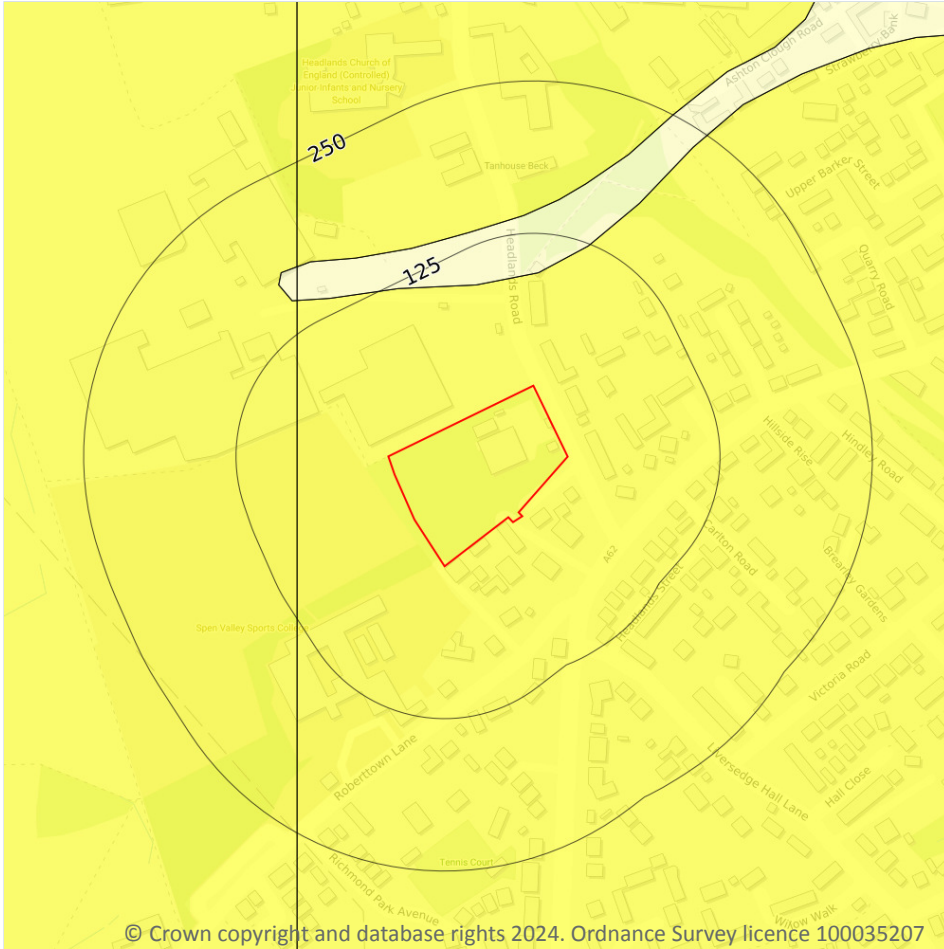 Ashton Clough Road
Strawberry Bank
Headlands Church of
England (Controlled)
Junior Infants and Nursery
School
250
Tanhouse Beck
Upper Barker Street
Quarry Road
Headlands Road
125
Hillside Rise
Hindley Road
A62
Carlton Road
Brearley Gardens
Headlands Street
Spen Valley Sports Colle
Victoria Road
Roberttown Lane
Liversedge Hall Lane
Hall Close
Tennis Court
Richmond Park Avenue
Willow Walk
© Crown copyright and database rights 2024. Ordnance Survey licence 100035207